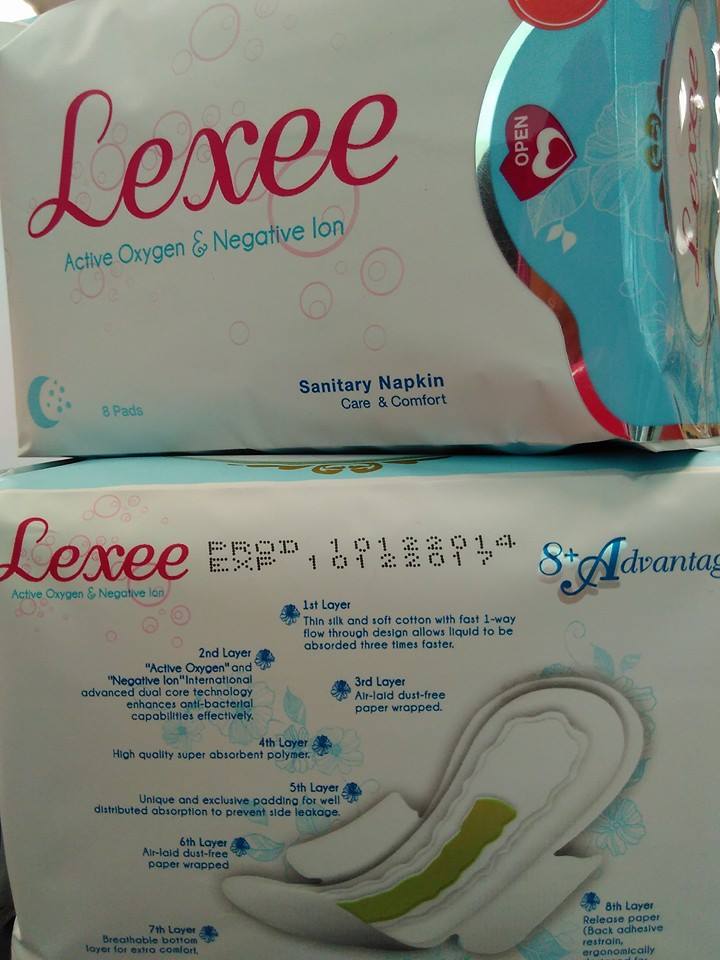 Lexee
Active Oxygen & Negative Ion
OPEN
Lexee
Sanitary Napkin
Care & Comfort
8 Pads
Lexee
Active Oxygen & Negative Ion
PROD 10122014
EXP 10122017
8+ Advantag
1st Layer
Thin silk and soft cotton with fast 1-way
flow through design allows liquid to be
absorbed three times faster.
2nd Layer
"Active Oxygen" and
"Negative Ion" International
advanced dual core technology
enhances anti-bacterial
capabilities effectively.
3rd Layer
Air-laid dust-free
paper wrapped.
4th Layer
High quality super absorbent polymer.
5th Layer
Unique and exclusive padding for well
distributed absorption to prevent side leakage.
6th Layer
Air-laid dust-free
paper wrapped
7th Layer
Breathable bottom
layer for extra comfort.
8th Layer
Release paper
(Back adhesive
restrain,
ergonomically